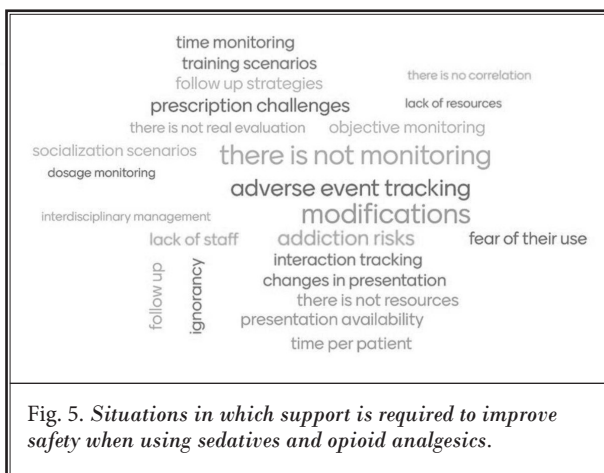 time monitoring
training scenarios
there is no correlation
follow up strategies
prescription challenges
lack of resources
there is not real evaluation
objective monitoring
socialization scenarios
there is not monitoring
dosage monitoring
adverse event tracking
interdisciplinary management
modifications
lack of staff
addiction risks
fear of their use
interaction tracking
follow up
ignorancy
changes in presentation
there is not resources
presentation availability
time per patient
Fig. 5. Situations in which support is required to improve
safety when using sedatives and opioid analgesics.